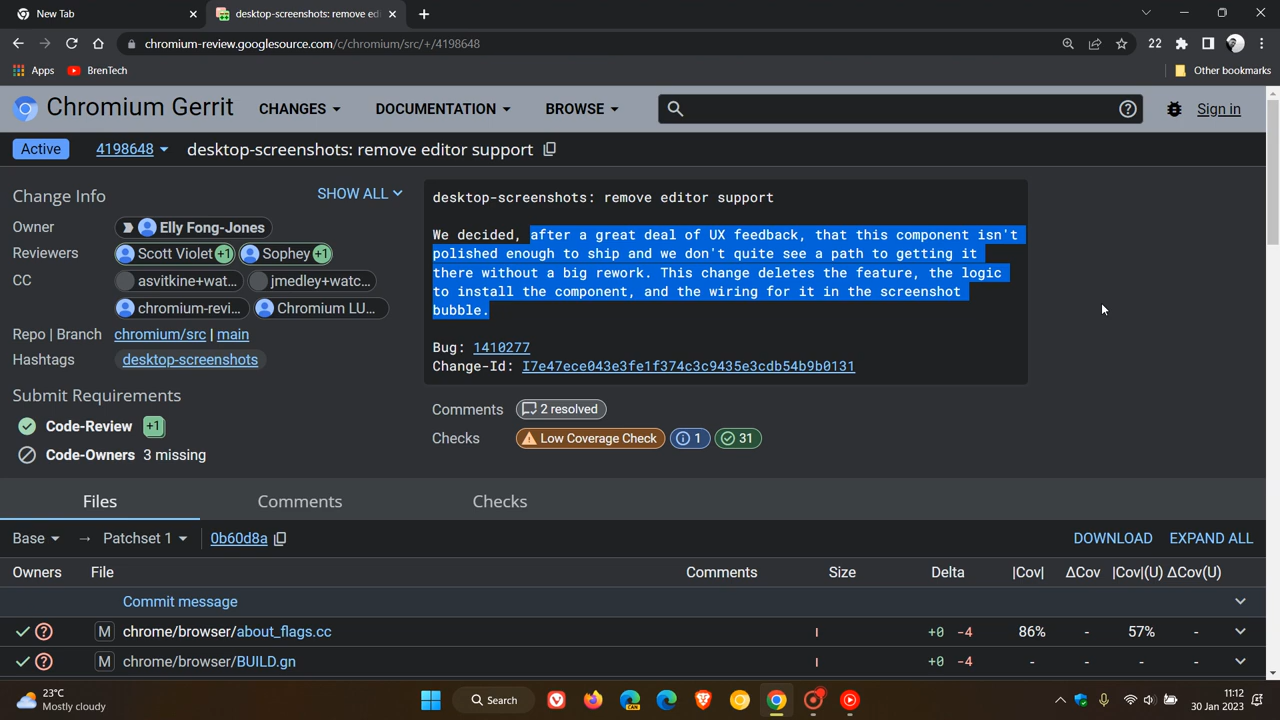 New Tab
desktop-screenshots: remove edi
chromium-review.googlesource.com/c/chromium/src/+/4198648
22
Apps
BrenTech
Other bookmarks
Chromium Gerrit
CHANGES
DOCUMENTATION
BROWSE
Sign in
Active
4198648
desktop-screenshots: remove editor support
Change Info
SHOW ALL
Owner
Elly Fong-Jones
Reviewers
Scott Violet +1
Sophey +1
CC
asvitkine+wat...
jmedley+watc...
chromium-revi...
Chromium LU...
Repo | Branch
chromium/src | main
Hashtags
desktop-screenshots
Submit Requirements
Code-Review +1
Code-Owners 3 missing
desktop-screenshots: remove editor support
We decided, after a great deal of UX feedback, that this component isn't
polished enough to ship and we don't quite see a path to getting it
there without a big rework. This change deletes the feature, the logic
to install the component, and the wiring for it in the screenshot
bubble.
Bug: 1410277
Change-Id: I7e47ece043e3fe1f374c3c9435e3cdb54b9b0131
Comments 2 resolved
Checks Low Coverage Check 1 31
Files Comments Checks
Base → Patchset 1 0b60d8a DOWNLOAD EXPAND ALL
Owners File Comments Size Delta |Cov| ΔCov |Cov|(U) ΔCov(U)
Commit message
M chrome/browser/about_flags.cc +0 -4 86% - 57% -
M chrome/browser/BUILD.gn +0 -4 - - - -
23°C
Mostly cloudy
Search
CAN
11:12
30 Jan 2023